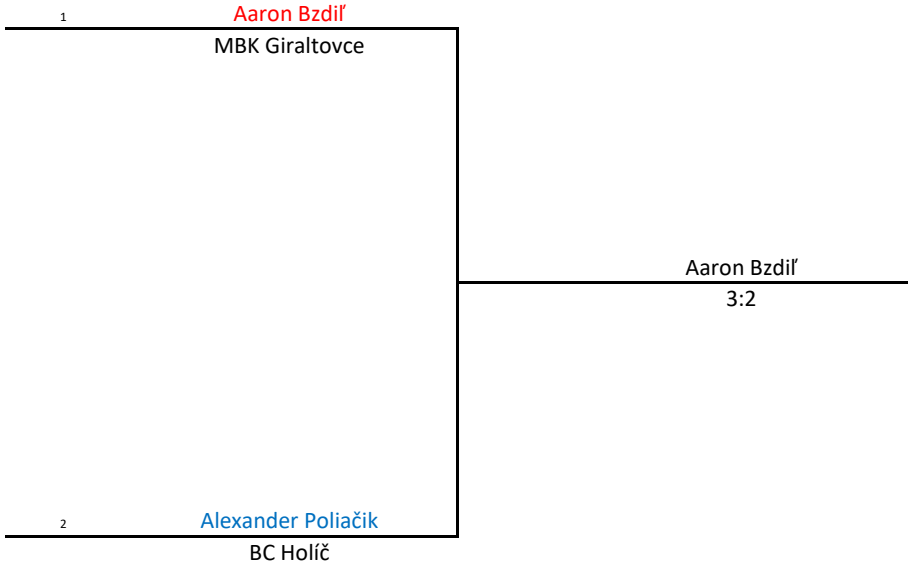 1 Aaron Bzdiľ
MBK Giraltovce
Aaron Bzdiľ
3:2
2 Alexander Poliačik
BC Holíč